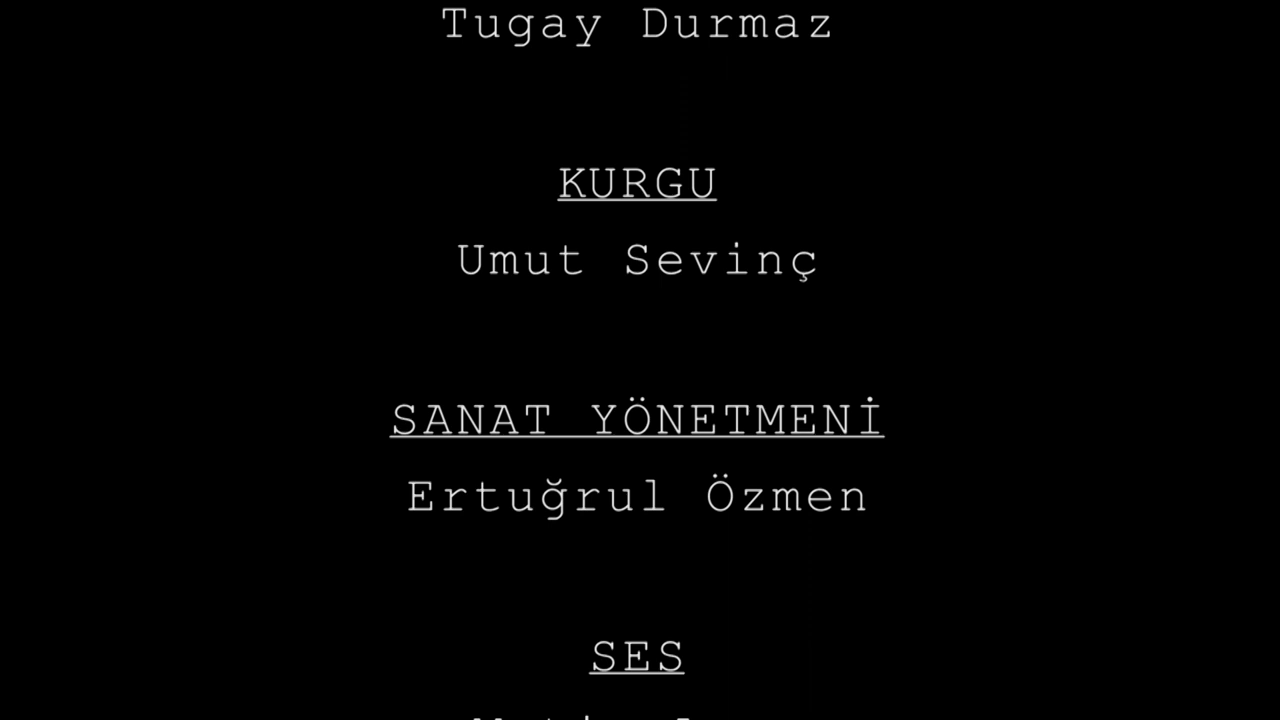 Tugay Durmaz
KURGU
Umut Sevinç
SANAT YÖNETMENİ
Ertuğrul Özmen
SES